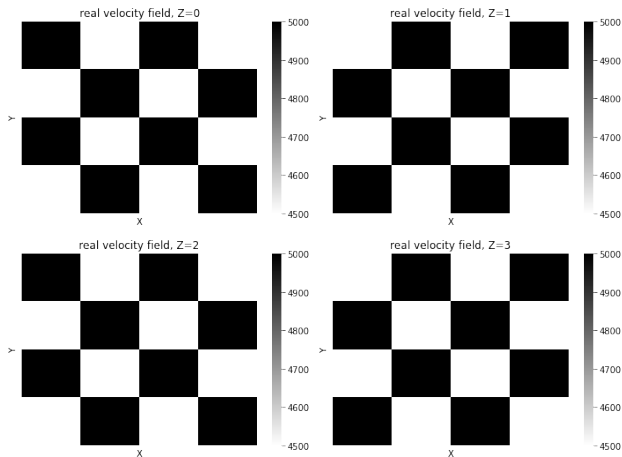 real velocity field, Z=0
5000
4900
4800
4700
4600
4500
Y
X
real velocity field, Z=1
5000
4900
4800
4700
4600
4500
Y
X
real velocity field, Z=2
5000
4900
4800
4700
4600
4500
Y
X
real velocity field, Z=3
5000
4900
4800
4700
4600
4500
Y
X